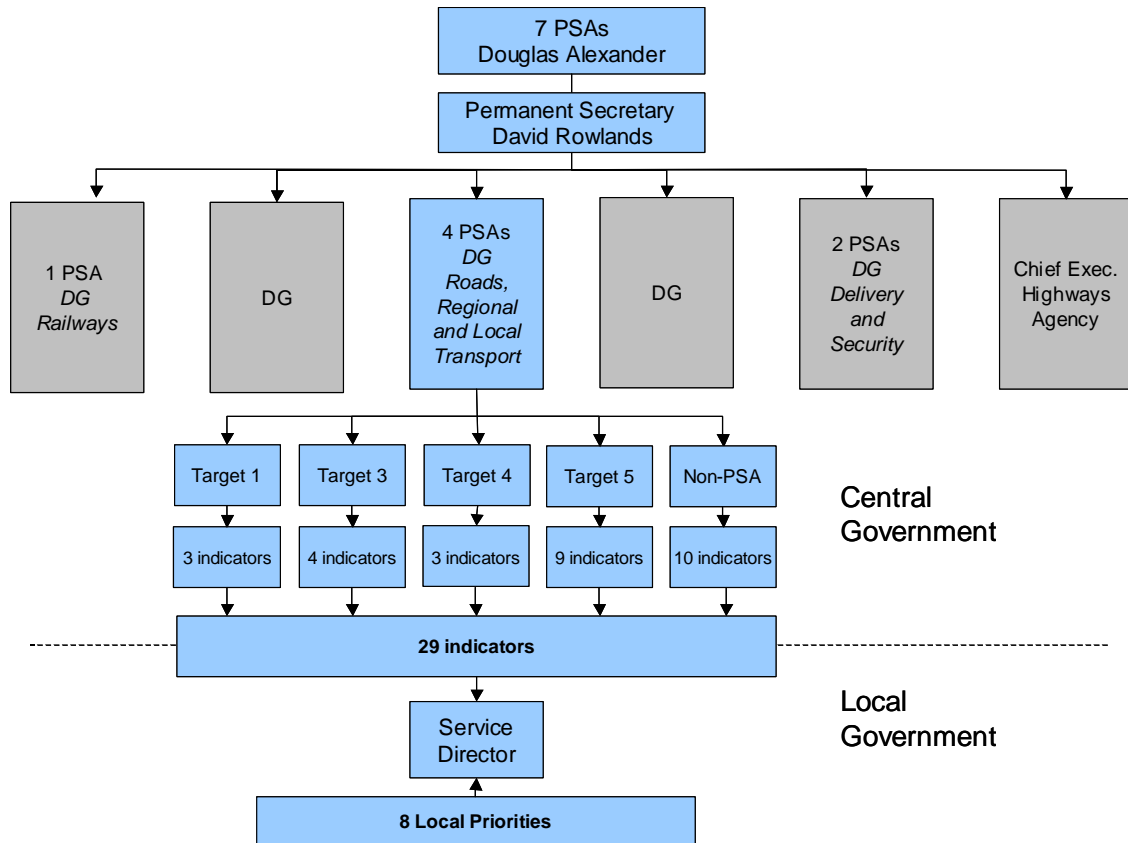 7 PSAs
Douglas Alexander
Permanent Secretary
David Rowlands
1 PSA
DG
Railways
DG
4 PSAs
DG
Roads,
Regional
and Local
Transport
DG
2 PSAs
DG
Delivery
and
Security
Chief Exec.
Highways
Agency
Target 1
Target 3
Target 4
Target 5
Non-PSA
3 indicators
4 indicators
3 indicators
9 indicators
10 indicators
Central
Government
29 indicators
Local
Government
Service
Director
8 Local Priorities